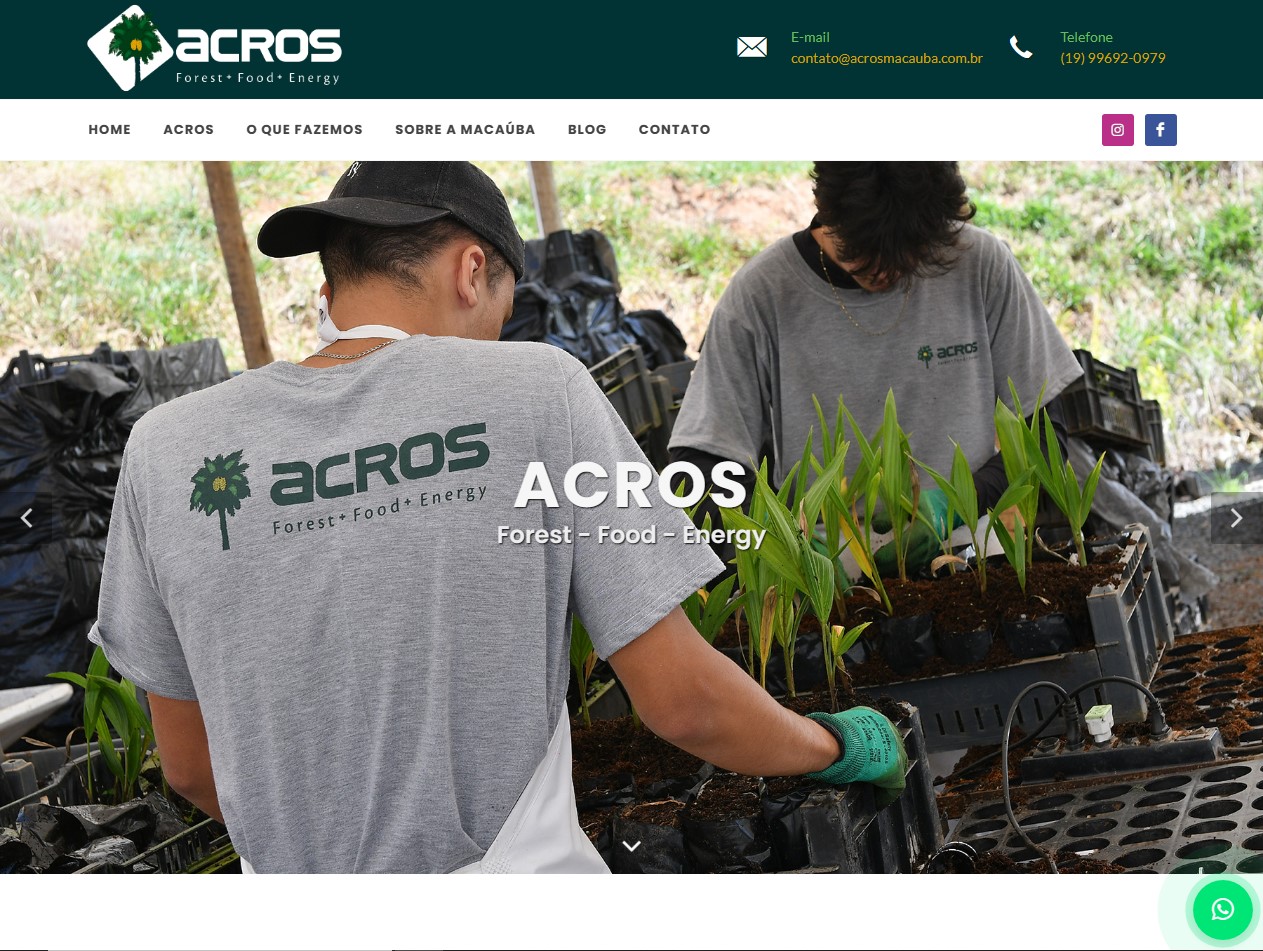 ACROS
Forest + Food + Energy
E-mail
contato@acrosmacauba.com.br
Telefone
(19) 99692-0979
HOME
ACROS
O QUE FAZEMOS
SOBRE A MACAÚBA
BLOG
CONTATO
ACROS
Forest + Food + Energy
ACROS
ACROS
Forest - Food - Energy